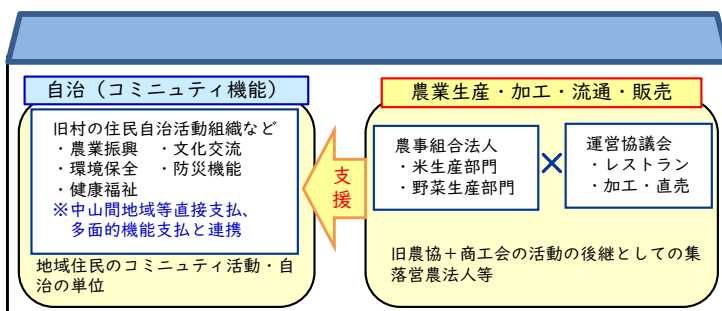 自治（コミニュティ機能）
旧村の住民自治活動組織など
・農業振興　・文化交流
・環境保全　・防災機能
・健康福祉
※中山間地域等直接支払、
多面的機能支払と連携
地域住民のコミニュティ活動・自
治の単位
支援
農業生産・加工・流通・販売
農事組合法人
・米生産部門
・野菜生産部門
×
運営協議会
・レストラン
・加工・直売
旧農協＋商工会の活動の後継としての集
落営農法人等